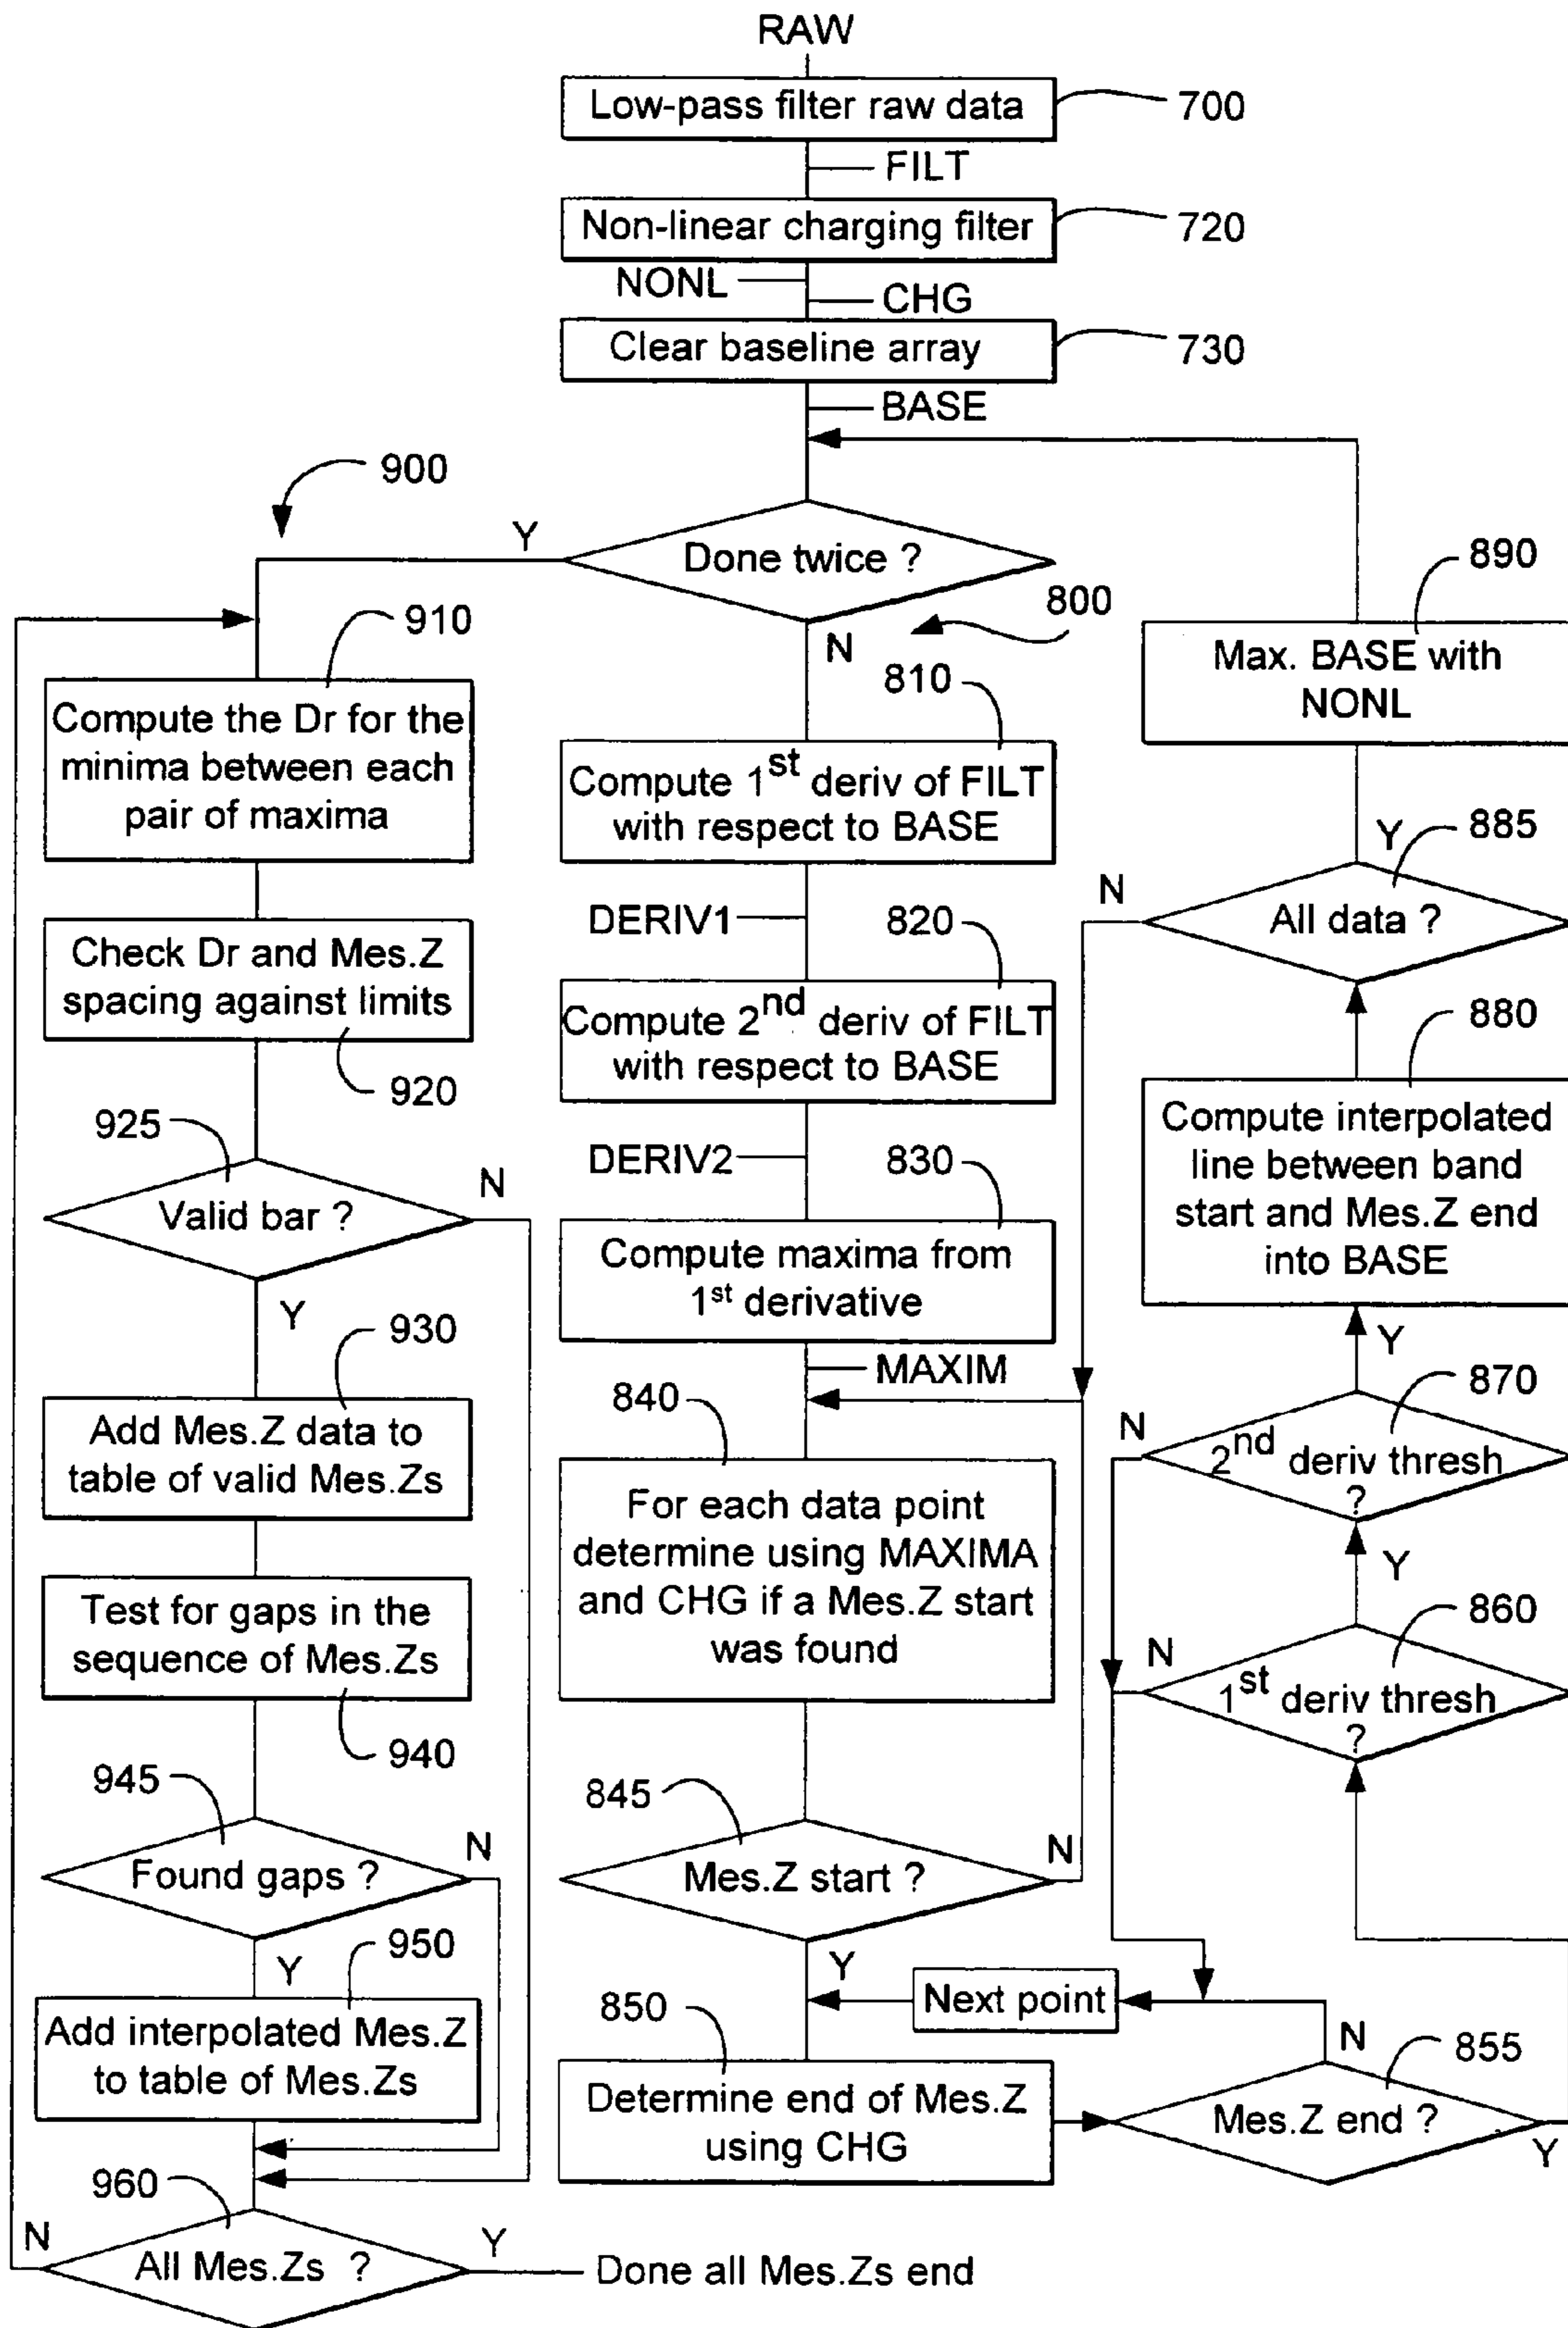 RAW
Low-pass filter raw data
700
FILT
Non-linear charging filter
720
NONL
CHG
Clear baseline array
730
BASE
900
Y
Done twice ?
N
800
910
Compute the Dr for the
minima between each
pair of maxima
Check Dr and Mes.Z
spacing against limits
920
925
Valid bar ?
N
Y
930
Add Mes.Z data to
table of valid Mes.Zs
Test for gaps in the
sequence of Mes.Zs
940
945
Found gaps ?
N
Y
950
Add interpolated Mes.Z
to table of Mes.Zs
960
N
All Mes.Zs ?
Y
Done all Mes.Zs end
810
Compute 1st deriv of FILT
with respect to BASE
DERIV1
820
Compute 2nd deriv of FILT
with respect to BASE
DERIV2
830
Compute maxima from
1st derivative
MAXIM
840
For each data point
determine using MAXIMA
and CHG if a Mes.Z start
was found
845
Mes.Z start ?
N
Y
Next point
850
Determine end of Mes.Z
using CHG
N
855
Mes.Z end ?
Y
890
Max. BASE with
NONL
Y
885
N
All data ?
880
Compute interpolated
line between band
start and Mes.Z end
into BASE
Y
870
N
2nd deriv thresh
?
Y
860
N
1st deriv thresh
?